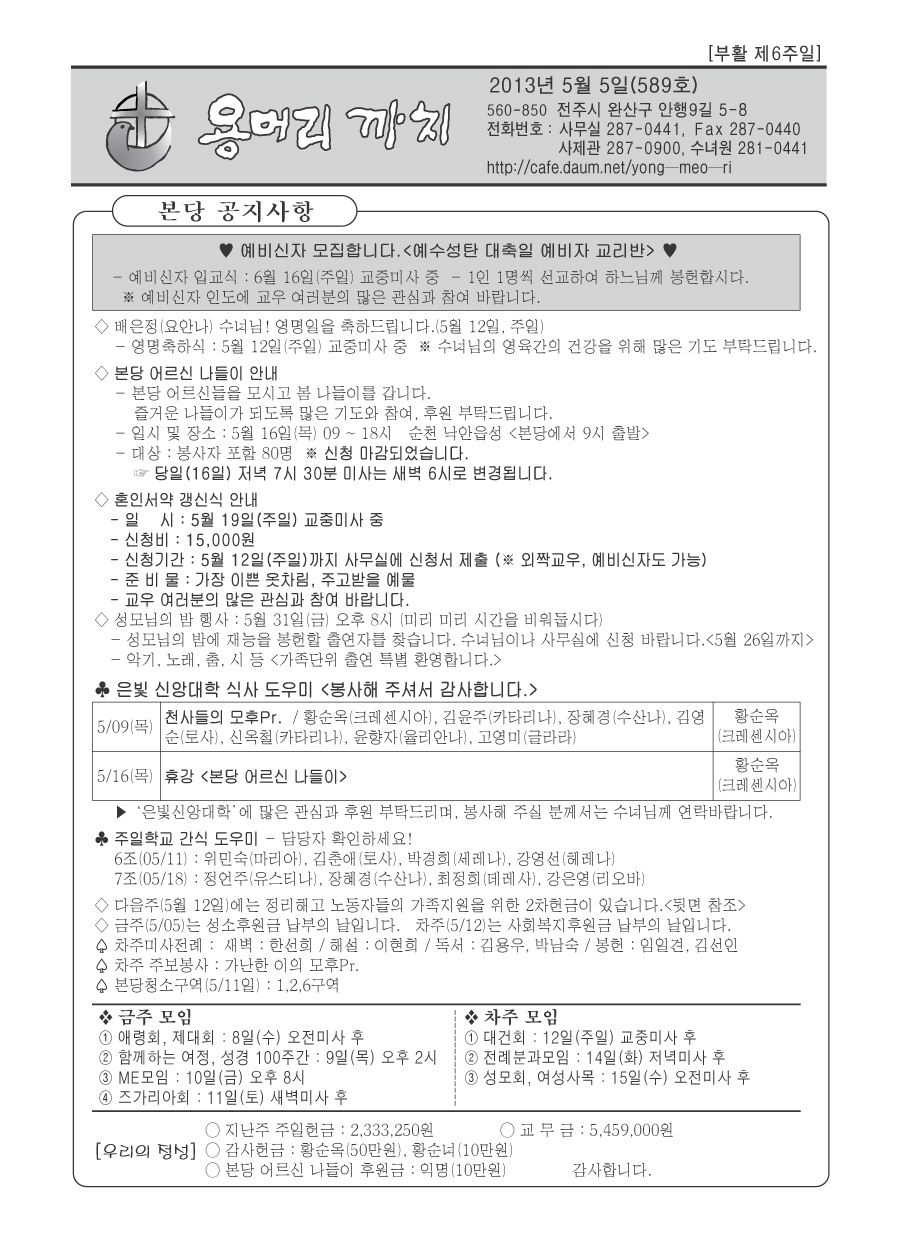 [부활 제6주일]
용머리 까치
2013년 5월 5일(589호)
560-850 전주시 완산구 안행9길 5-8
전화번호 : 사무실 287-0441, Fax 287-0440
사제관 287-0900, 수녀원 281-0441
http://cafe.daum.net/yong—meo—ri
본당 공지사항
♥ 예비신자 모집합니다.<예수성탄 대축일 예비자 교리반> ♥
- 예비신자 입교식 : 6월 16일(주일) 교중미사 중 - 1인 1명씩 선교하여 하느님께 봉헌합시다.
※ 예비신자 인도에 교우 여러분의 많은 관심과 참여 바랍니다.
◇ 배은정(요안나) 수녀님! 영명일을 축하드립니다.(5월 12일, 주일)
- 영명축하식 : 5월 12일(주일) 교중미사 중 ※ 수녀님의 영육간의 건강을 위해 많은 기도 부탁드립니다.
◇ 본당 어르신 나들이 안내
- 본당 어르신들을 모시고 봄 나들이를 갑니다.
즐거운 나들이가 되도록 많은 기도와 참여, 후원 부탁드립니다.
- 일시 및 장소 : 5월 16일(목) 09 ~ 18시 순천 낙안읍성 <본당에서 9시 출발>
- 대상 : 봉사자 포함 80명 ※ 신청 마감되었습니다.
☞ 당일(16일) 저녁 7시 30분 미사는 새벽 6시로 변경됩니다.
◇ 혼인서약 갱신식 안내
- 일 시 : 5월 19일(주일) 교중미사 중
- 신청비 : 15,000원
- 신청기간 : 5월 12일(주일)까지 사무실에 신청서 제출 (※ 외짝교우, 예비신자도 가능)
- 준 비 물 : 가장 이쁜 옷차림, 주고받을 예물
- 교우 여러분의 많은 관심과 참여 바랍니다.
◇ 성모님의 밤 행사 : 5월 31일(금) 오후 8시 (미리 미리 시간을 비워둡시다)
- 성모님의 밤에 재능을 봉헌할 출연자를 찾습니다. 수녀님이나 사무실에 신청 바랍니다.<5월 26일까지>
- 악기, 노래, 춤, 시 등 <가족단위 출연 특별 환영합니다.>
♣ 은빛 신앙대학 식사 도우미 <봉사해 주셔서 감사합니다.>
5/09(목) 천사들의 모후Pr. / 황순옥(크레센시아), 김윤주(카타리나), 장혜경(수산나), 김영순(로사), 신옥철(카타리나), 윤향자(율리안나), 고영미(글라라) 황순옥(크레센시아)
5/16(목) 휴강 <본당 어르신 나들이> 황순옥(크레센시아)
▶ '은빛신앙대학'에 많은 관심과 후원 부탁드리며, 봉사해 주실 분께서는 수녀님께 연락바랍니다.
♣ 주일학교 간식 도우미 - 담당자 확인하세요!
6조(05/11) : 위민숙(마리아), 김춘애(로사), 박경희(세레나), 강영선(헤레나)
7조(05/18) : 정언주(유스티나), 장혜경(수산나), 최정희(데레사), 강은영(리오바)
◇ 다음주(5월 12일)에는 정리해고 노동자들의 가족지원을 위한 2차헌금이 있습니다.<뒷면 참조>
◇ 금주(5/05)는 성소후원금 납부의 날입니다. 차주(5/12)는 사회복지후원금 납부의 날입니다.
♤ 차주미사전례 : 새벽 : 한선희 / 해설 : 이현희 / 독서 : 김용우, 박남숙 / 봉헌 : 임일견, 김선인
♤ 차주 주보봉사 : 가난한 이의 모후Pr.
♤ 본당청소구역(5/11일) : 1,2,6구역
❖ 금주 모임
① 애령회, 제대회 : 8일(수) 오전미사 후
② 함께하는 여정, 성경 100주간 : 9일(목) 오후 2시
③ ME모임 : 10일(금) 오후 8시
④ 즈가리아회 : 11일(토) 새벽미사 후
❖ 차주 모임
① 대건회 : 12일(주일) 교중미사 후
② 전례분과모임 : 14일(화) 저녁미사 후
③ 성모회, 여성사목 : 15일(수) 오전미사 후
[우리의 정성]
○ 지난주 주일헌금 : 2,333,250원 ○ 교 무 금 : 5,459,000원
○ 감사헌금 : 황순옥(50만원), 황순녀(10만원)
○ 본당 어르신 나들이 후원금 : 익명(10만원) 감사합니다.